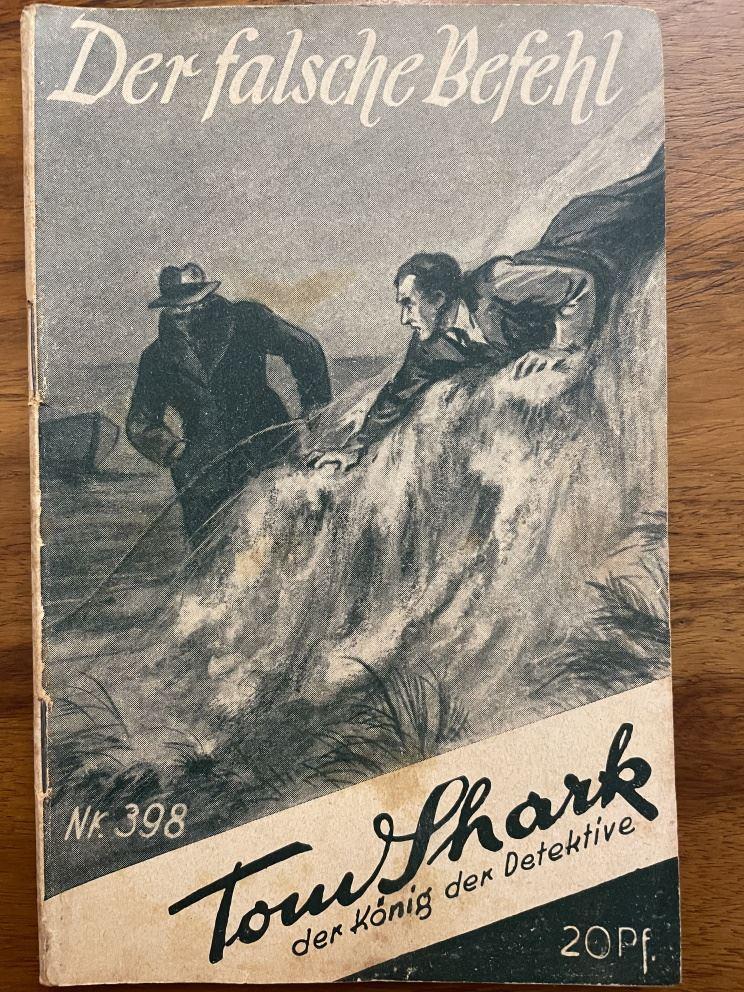 Der falsche Befehl
Nr. 398
Tom Shark
der König der Detektive
20 Pf.